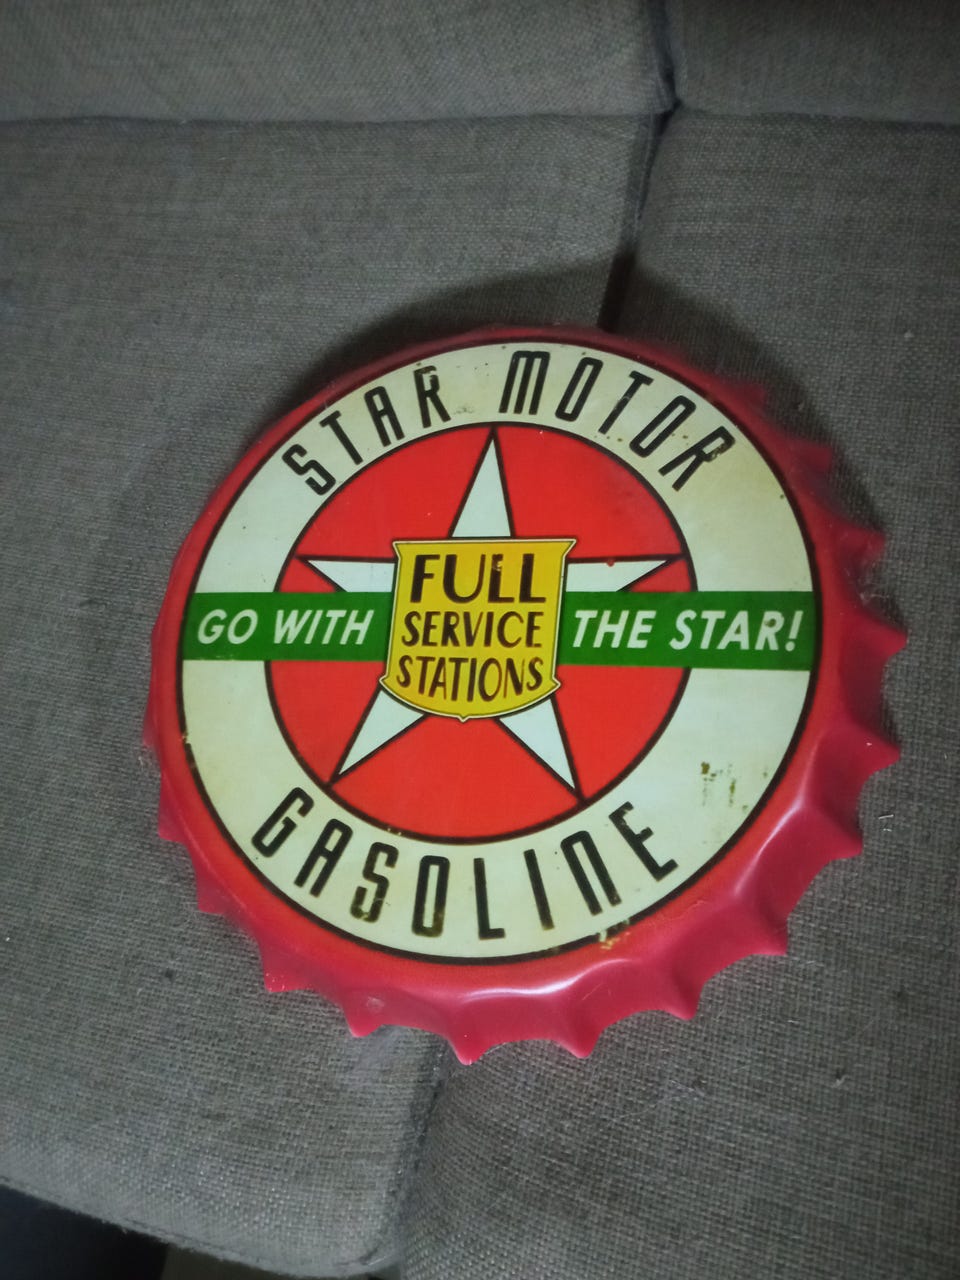 STAR MOTOR
FULL
GO WITH SERVICE THE STAR!
STATIONS
GASOLINE